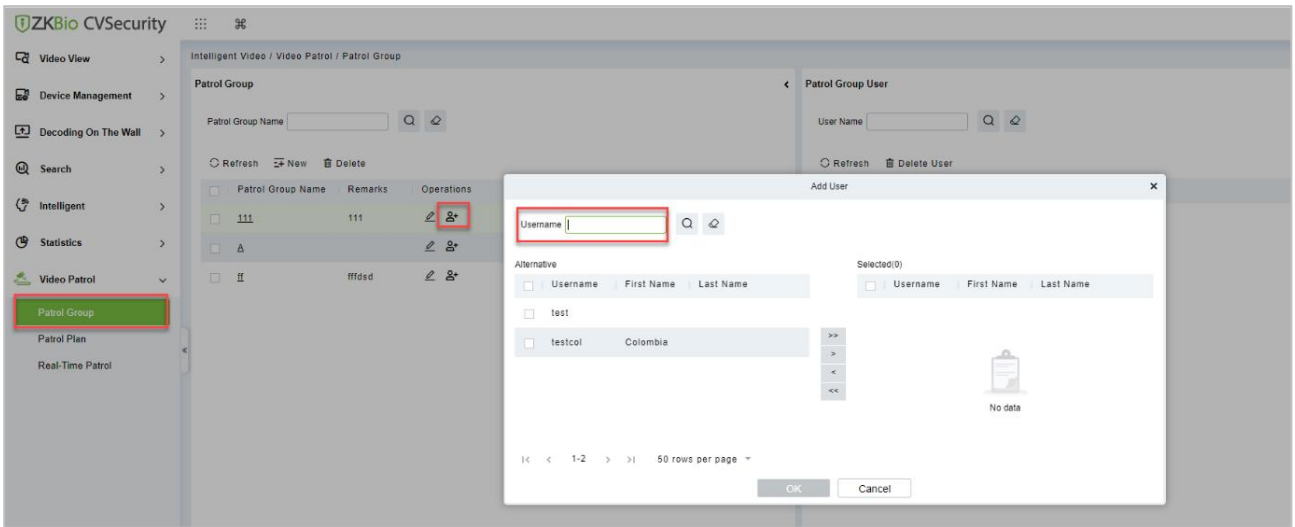 ZKBio CVSecurity
Video View
Device Management
Decoding On The Wall
Search
Intelligent
Statistics
Video Patrol
Patrol Group
Patrol Plan
Real-Time Patrol
Intelligent Video / Video Patrol / Patrol Group
Patrol Group
Patrol Group Name
Refresh New Delete
Patrol Group Name Remarks Operations
111 111
A
ff fffdsd
Patrol Group User
User Name
Refresh Delete User
Add User
Username
Alternative
Username First Name Last Name
test
testcol Colombia
>>
>
<
<<
Selected(0)
Username First Name Last Name
No data
1-2 50 rows per page
OK Cancel